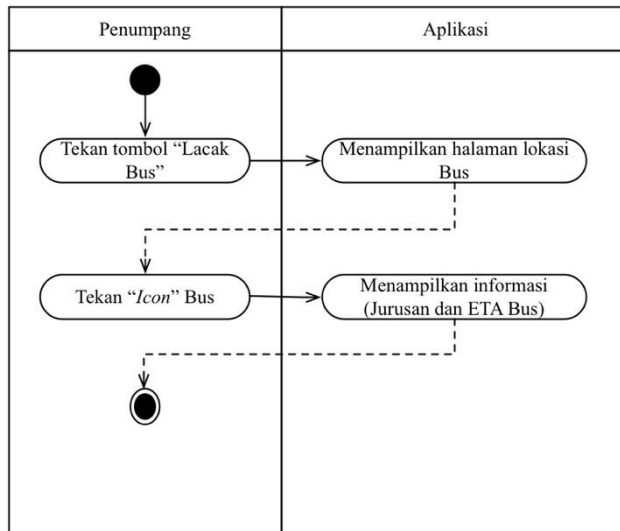 Penumpang
Aplikasi
Tekan tombol “Lacak
Bus”
Menampilkan halaman lokasi
Bus
Tekan “Icon” Bus
Menampilkan informasi
(Jurusan dan ETA Bus)